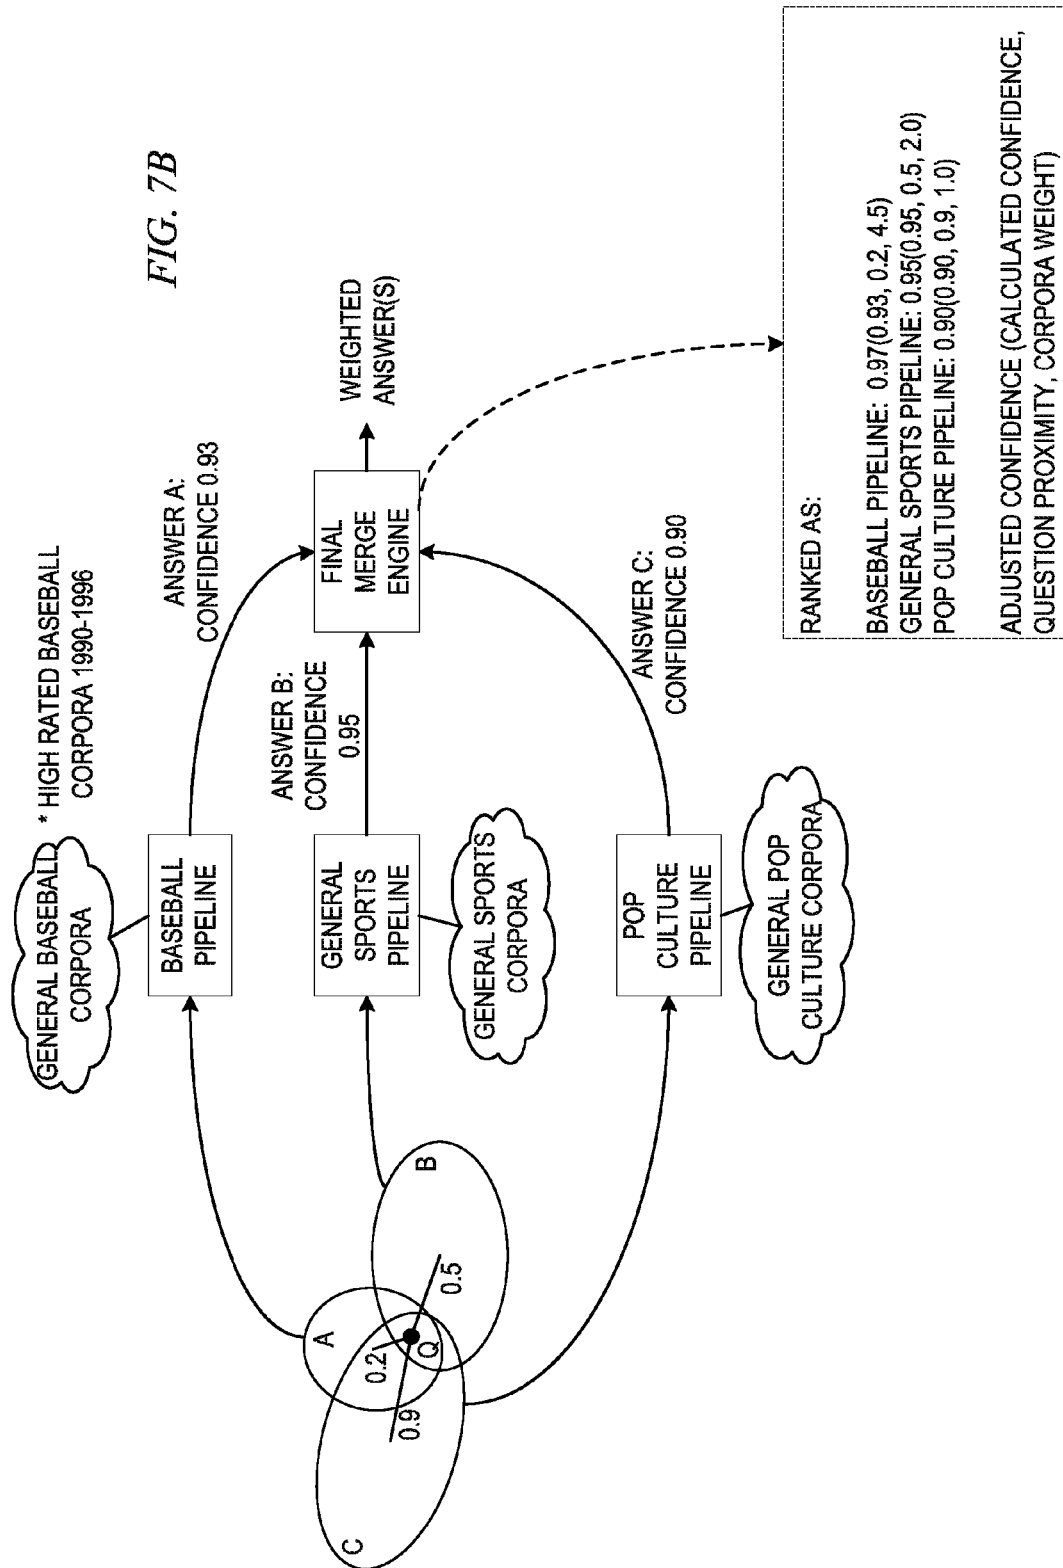 FIG. 7B
GENERAL BASEBALL
CORPORA
* HIGH RATED BASEBALL
CORPORA 1990-1996
BASEBALL
PIPELINE
ANSWER A:
CONFIDENCE 0.93
A
B
C
Q
0.2
0.5
0.9
GENERAL
SPORTS
PIPELINE
ANSWER B:
CONFIDENCE
0.95
FINAL
MERGE
ENGINE
WEIGHTED
ANSWER(S)
GENERAL SPORTS
CORPORA
POP
CULTURE
PIPELINE
ANSWER C:
CONFIDENCE 0.90
GENERAL POP
CULTURE CORPORA
RANKED AS:
BASEBALL PIPELINE: 0.97(0.93, 0.2, 4.5)
GENERAL SPORTS PIPELINE: 0.95(0.95, 0.5, 2.0)
POP CULTURE PIPELINE: 0.90(0.90, 0.9, 1.0)
ADJUSTED CONFIDENCE (CALCULATED CONFIDENCE,
QUESTION PROXIMITY, CORPORA WEIGHT)